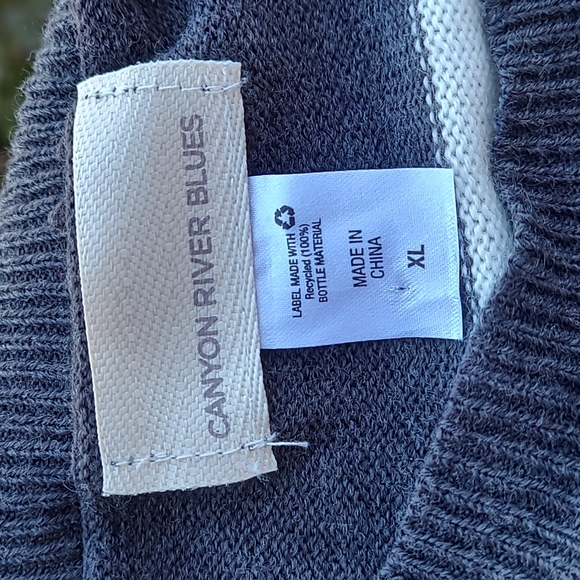 CANYON RIVER BLUES
LABEL MADE WITH
Recycled (100%)
BOTTLE MATERIAL
MADE IN
CHINA
XL